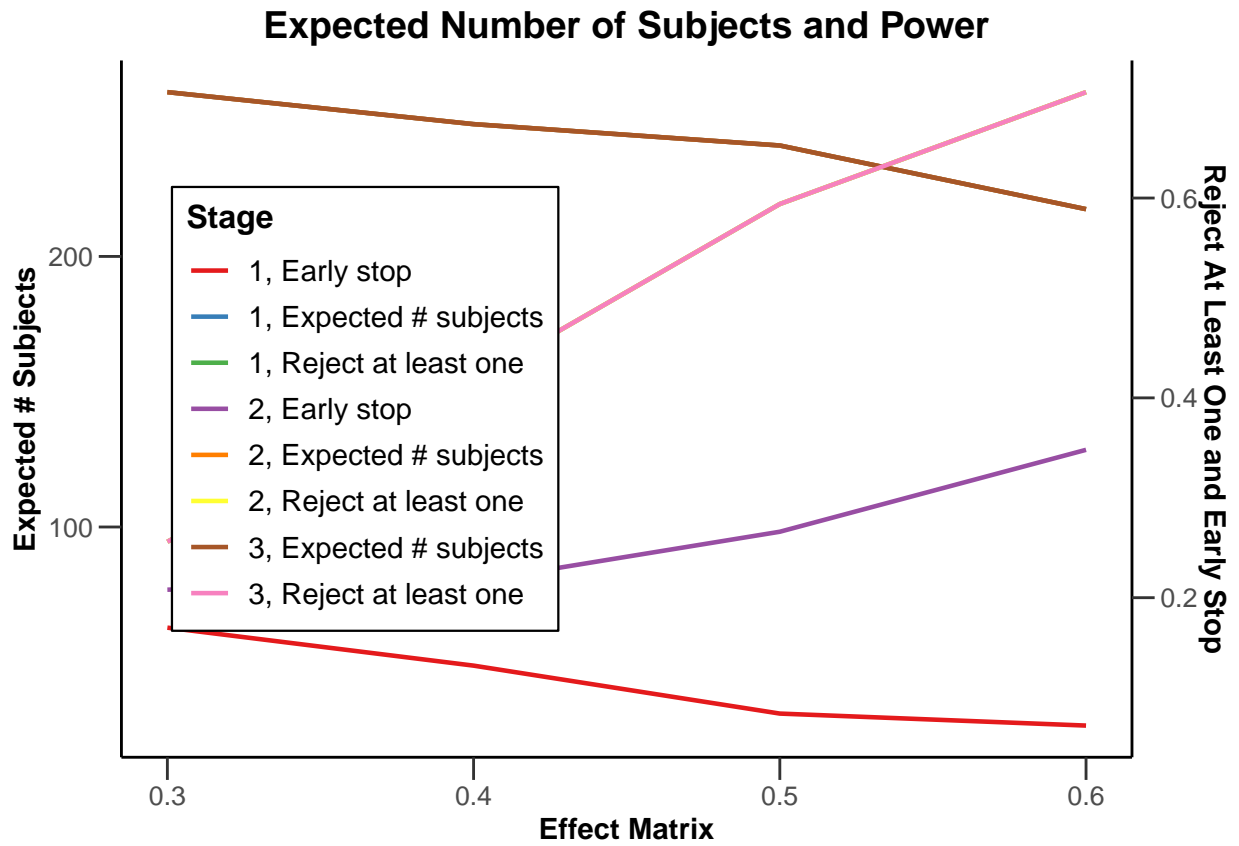 Expected Number of Subjects and Power
Expected # Subjects
200
100
Stage
1, Early stop
1, Expected # subjects
1, Reject at least one
2, Early stop
2, Expected # subjects
2, Reject at least one
3, Expected # subjects
3, Reject at least one
0.6
0.4
0.2
Reject At Least One and Early Stop
0.3
0.4
0.5
0.6
Effect Matrix